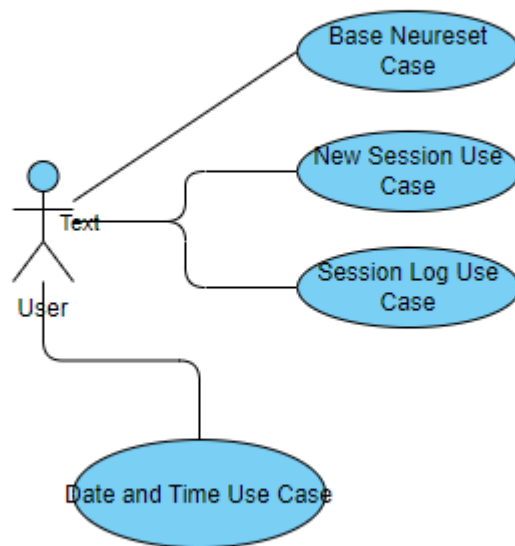 Base Neureset
Case
New Session Use
Case
Text
Session Log Use
Case
User
Date and Time Use Case